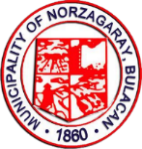 MUNICIPALITY OF NORZAGARAY, BULACAN
• 1860 •